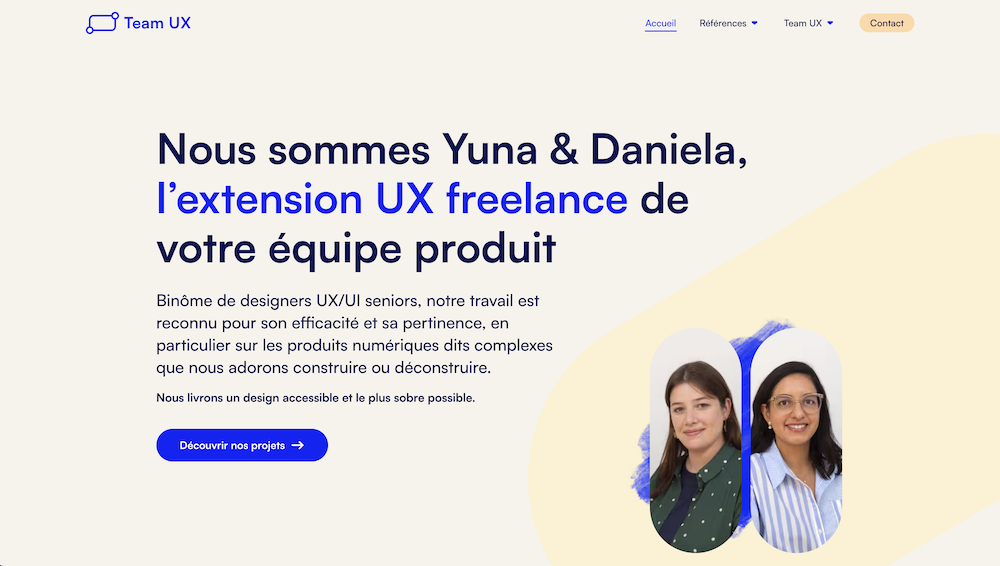 Team UX
Accueil
Références
Team UX
Contact
Nous sommes Yuna & Daniela,
l’extension UX freelance de
votre équipe produit
Binôme de designers UX/UI seniors, notre travail est
reconnu pour son efficacité et sa pertinence, en
particulier sur les produits numériques dits complexes
que nous adorons construire ou déconstruire.
Nous livrons un design accessible et le plus sobre possible.
Découvrir nos projets →